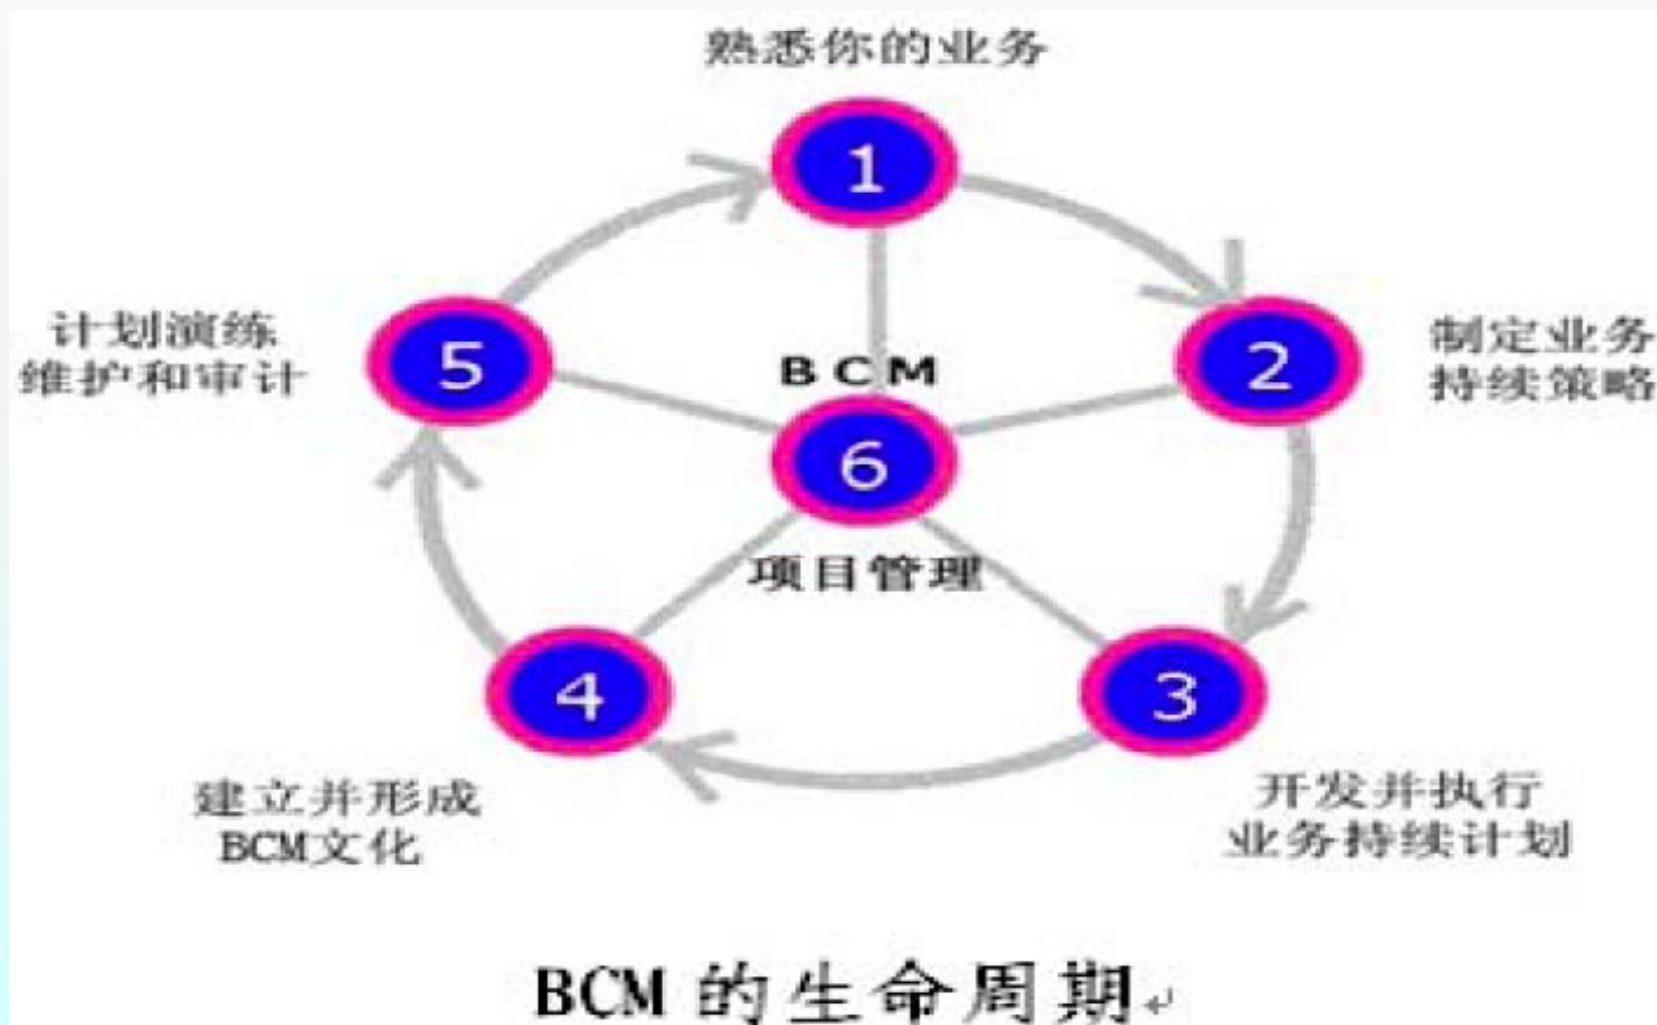 熟悉你的业务
1
计划演练
维护和审计
5
BCM
6
项目管理
2
制定业务
持续策略
4
建立并形成
BCM文化
3
开发并执行
业务持续计划
BCM 的生命周期